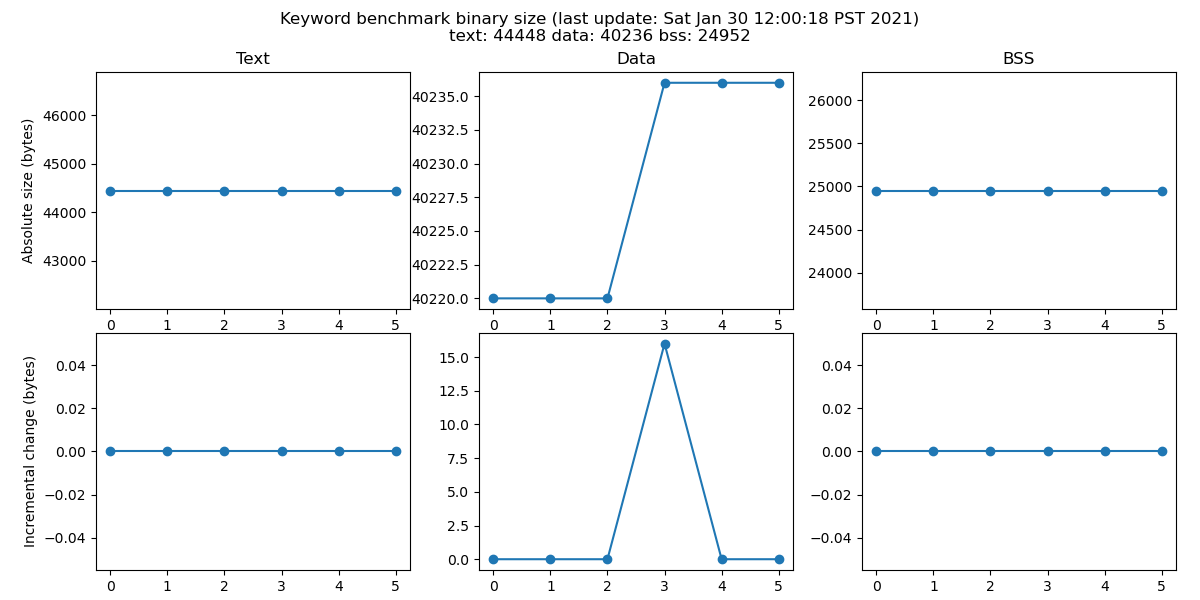 Keyword benchmark binary size (last update: Sat Jan 30 12:00:18 PST 2021)
text: 44448 data: 40236 bss: 24952
Text
Absolute size (bytes)
46000
45000
44000
43000
0 1 2 3 4 5
Data
40235.0
40232.5
40230.0
40227.5
40225.0
40222.5
40220.0
0 1 2 3 4 5
BSS
26000
25500
25000
24500
24000
0 1 2 3 4 5
Incremental change (bytes)
0.04
0.02
0.00
−0.02
−0.04
0 1 2 3 4 5
15.0
12.5
10.0
7.5
5.0
2.5
0.0
0 1 2 3 4 5
0.04
0.02
0.00
−0.02
−0.04
0 1 2 3 4 5